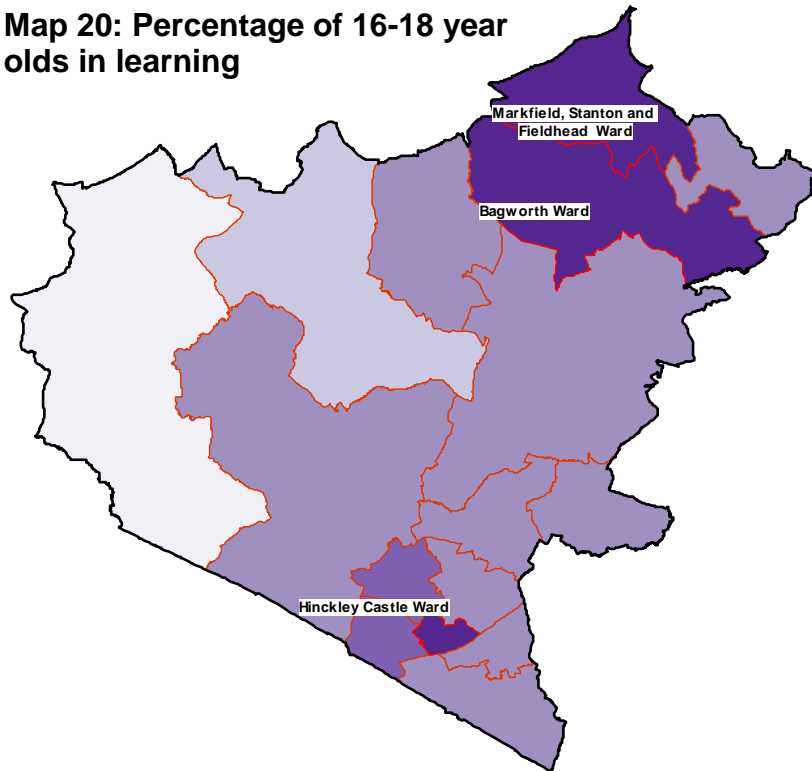 Map 20: Percentage of 16-18 year
olds in learning
Markfield, Stanton and
Fieldhead Ward
Bagworth Ward
Hinckley Castle Ward